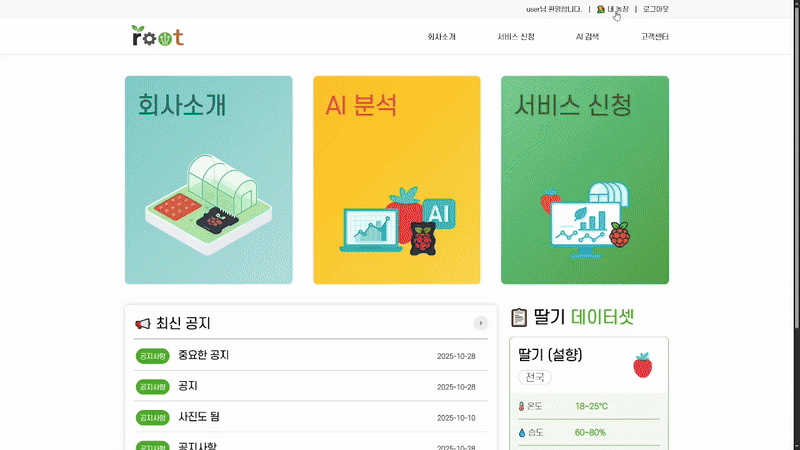 user님 환영합니다. | 내 농장 | 로그아웃
root
회사소개 서비스 신청 AI 검색 고객센터
회사소개
AI 분석
AI
서비스 신청
최신 공지
+
공지사항 중요한 공지 2025-10-28
공지사항 공지 2025-10-28
공지사항 사진도 됨 2025-10-10
공지사항 공지사항 2025-10-28
딸기 데이터셋
딸기 (설향)
전국
온도 18~25℃
습도 60~80%